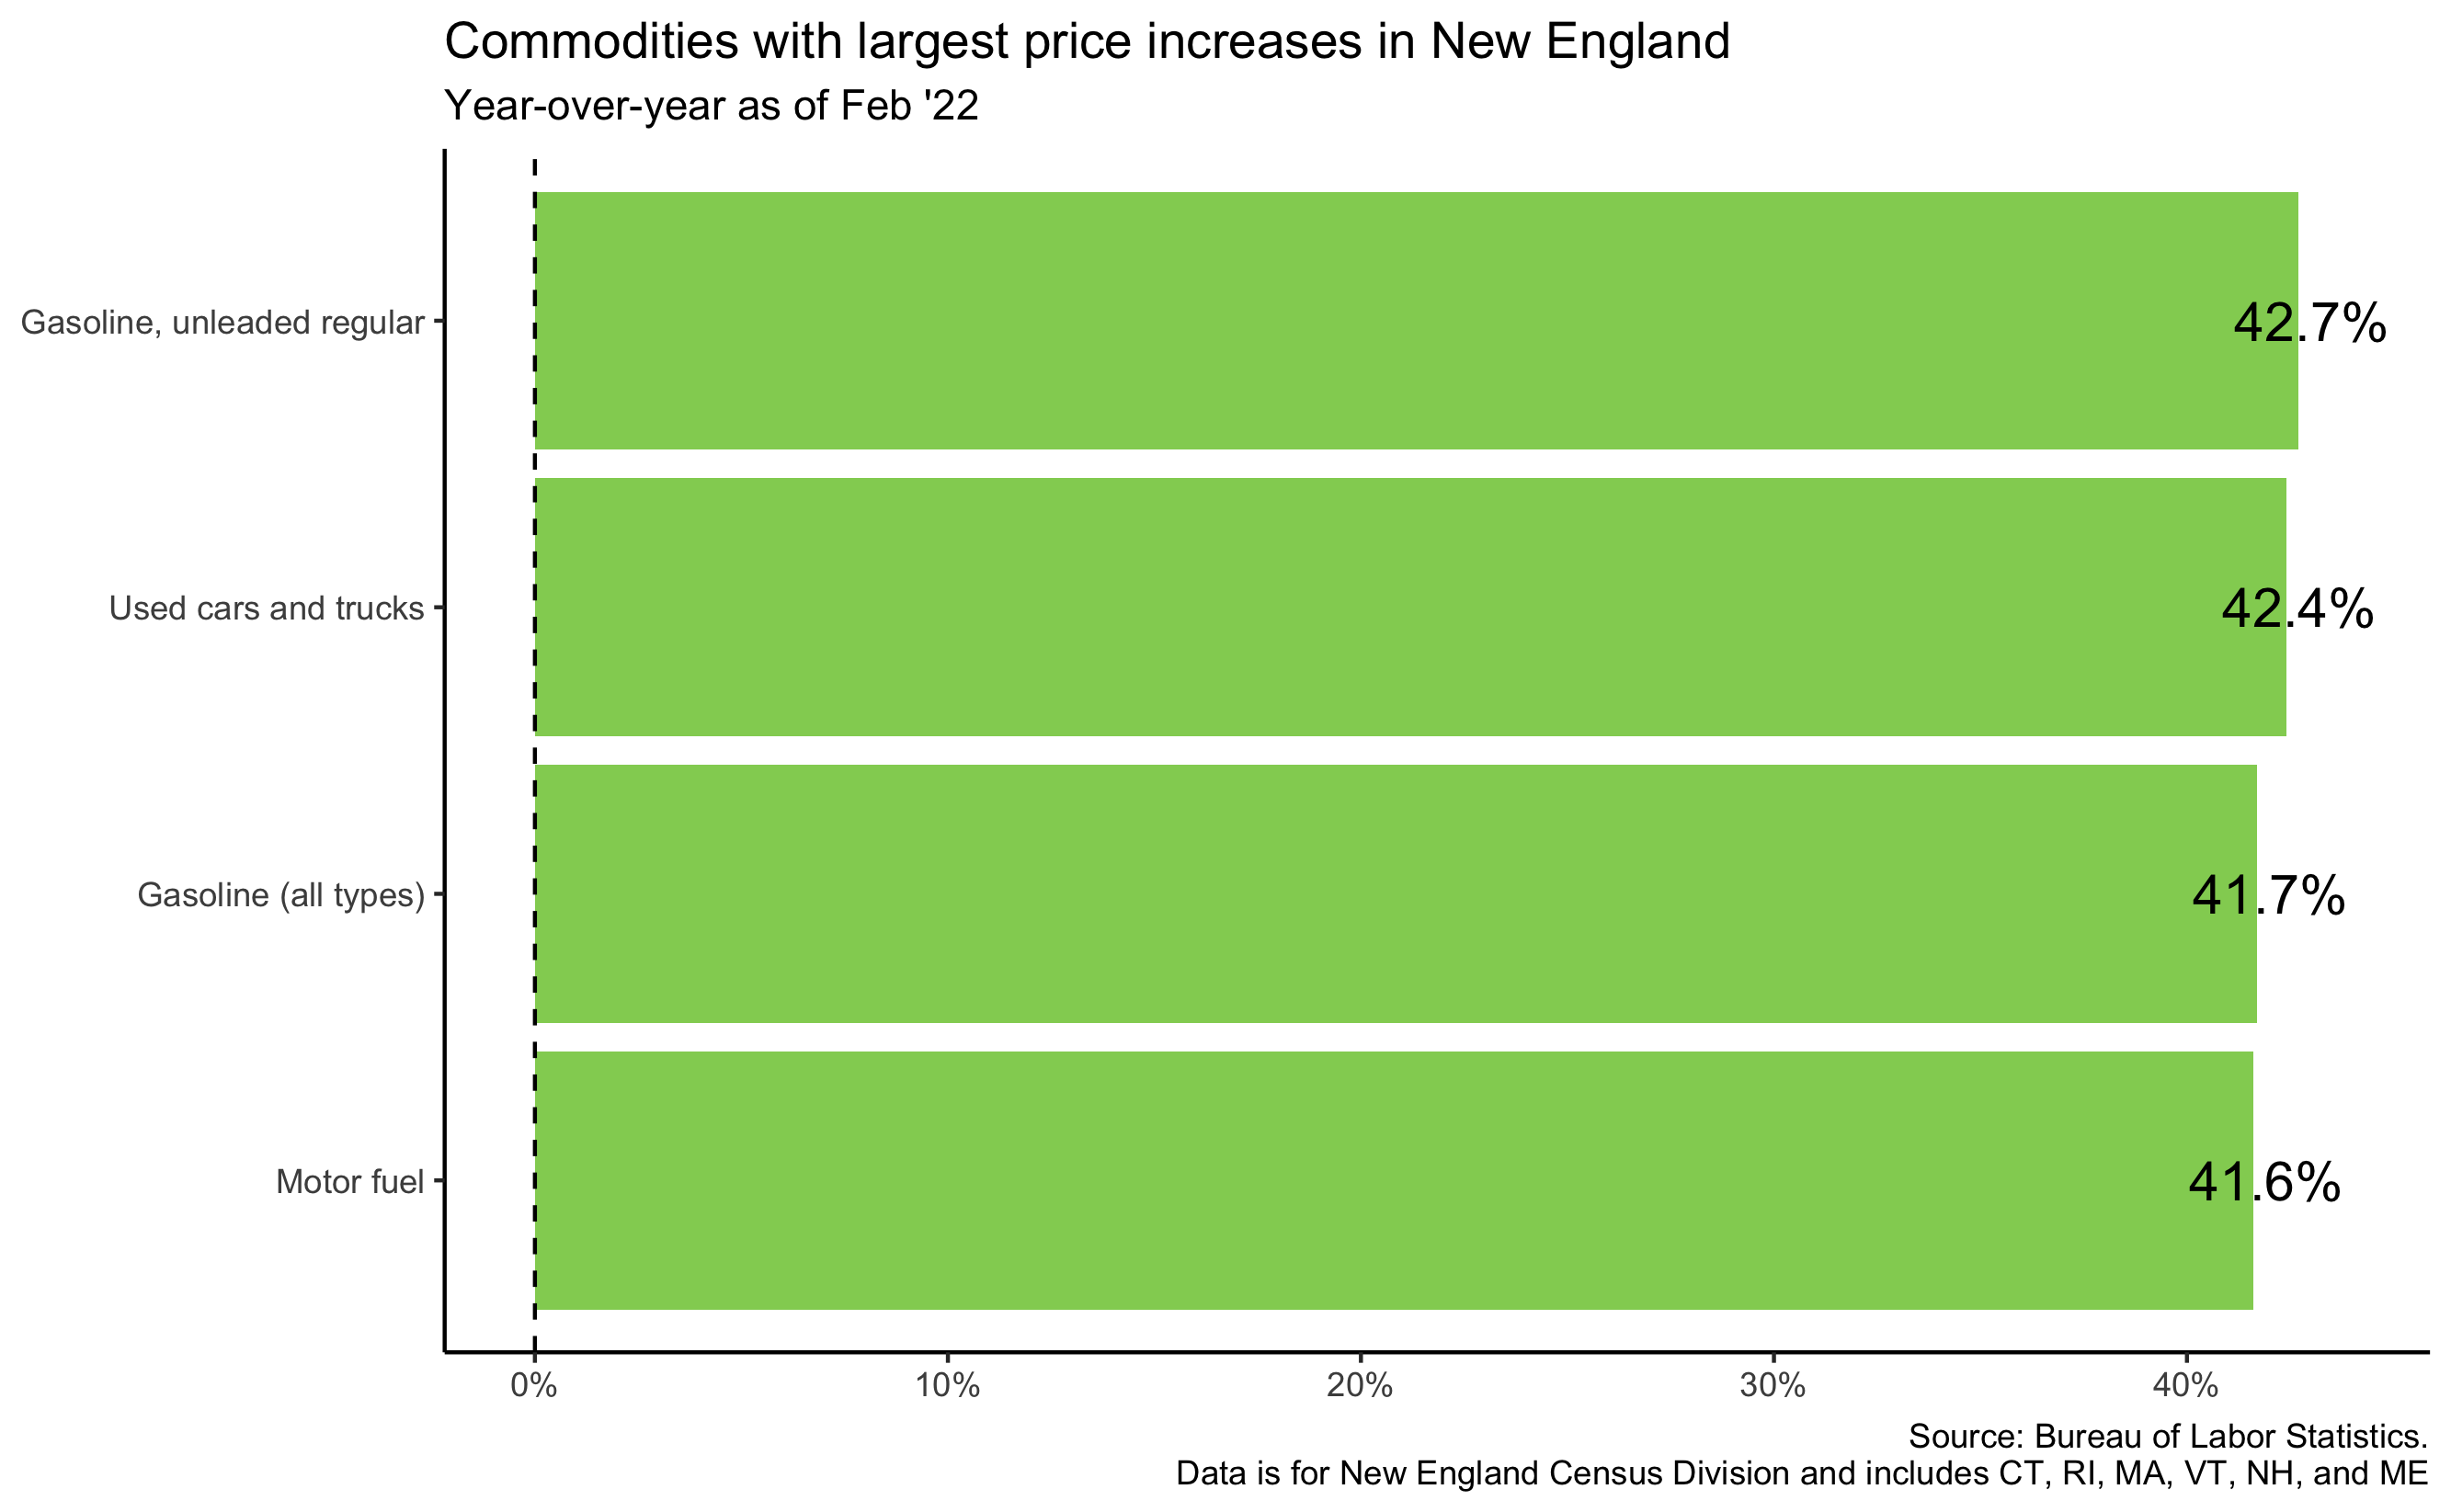 Commodities with largest price increases in New England
Year-over-year as of Feb '22
Gasoline, unleaded regular
42.7%
Used cars and trucks
42.4%
Gasoline (all types)
41.7%
Motor fuel
41.6%
0%
10%
20%
30%
40%
Source: Bureau of Labor Statistics.
Data is for New England Census Division and includes CT, RI, MA, VT, NH, and ME